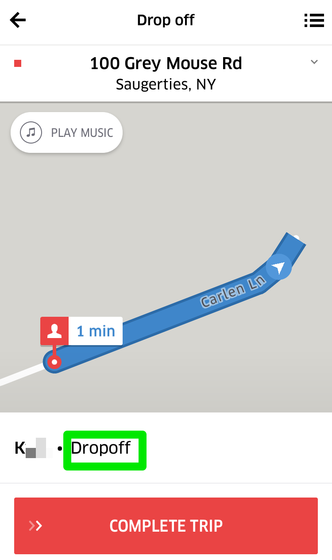 Drop off
100 Grey Mouse Rd
Saugerties, NY
PLAY MUSIC
Carlen Ln
1 min
K • Dropoff
COMPLETE TRIP